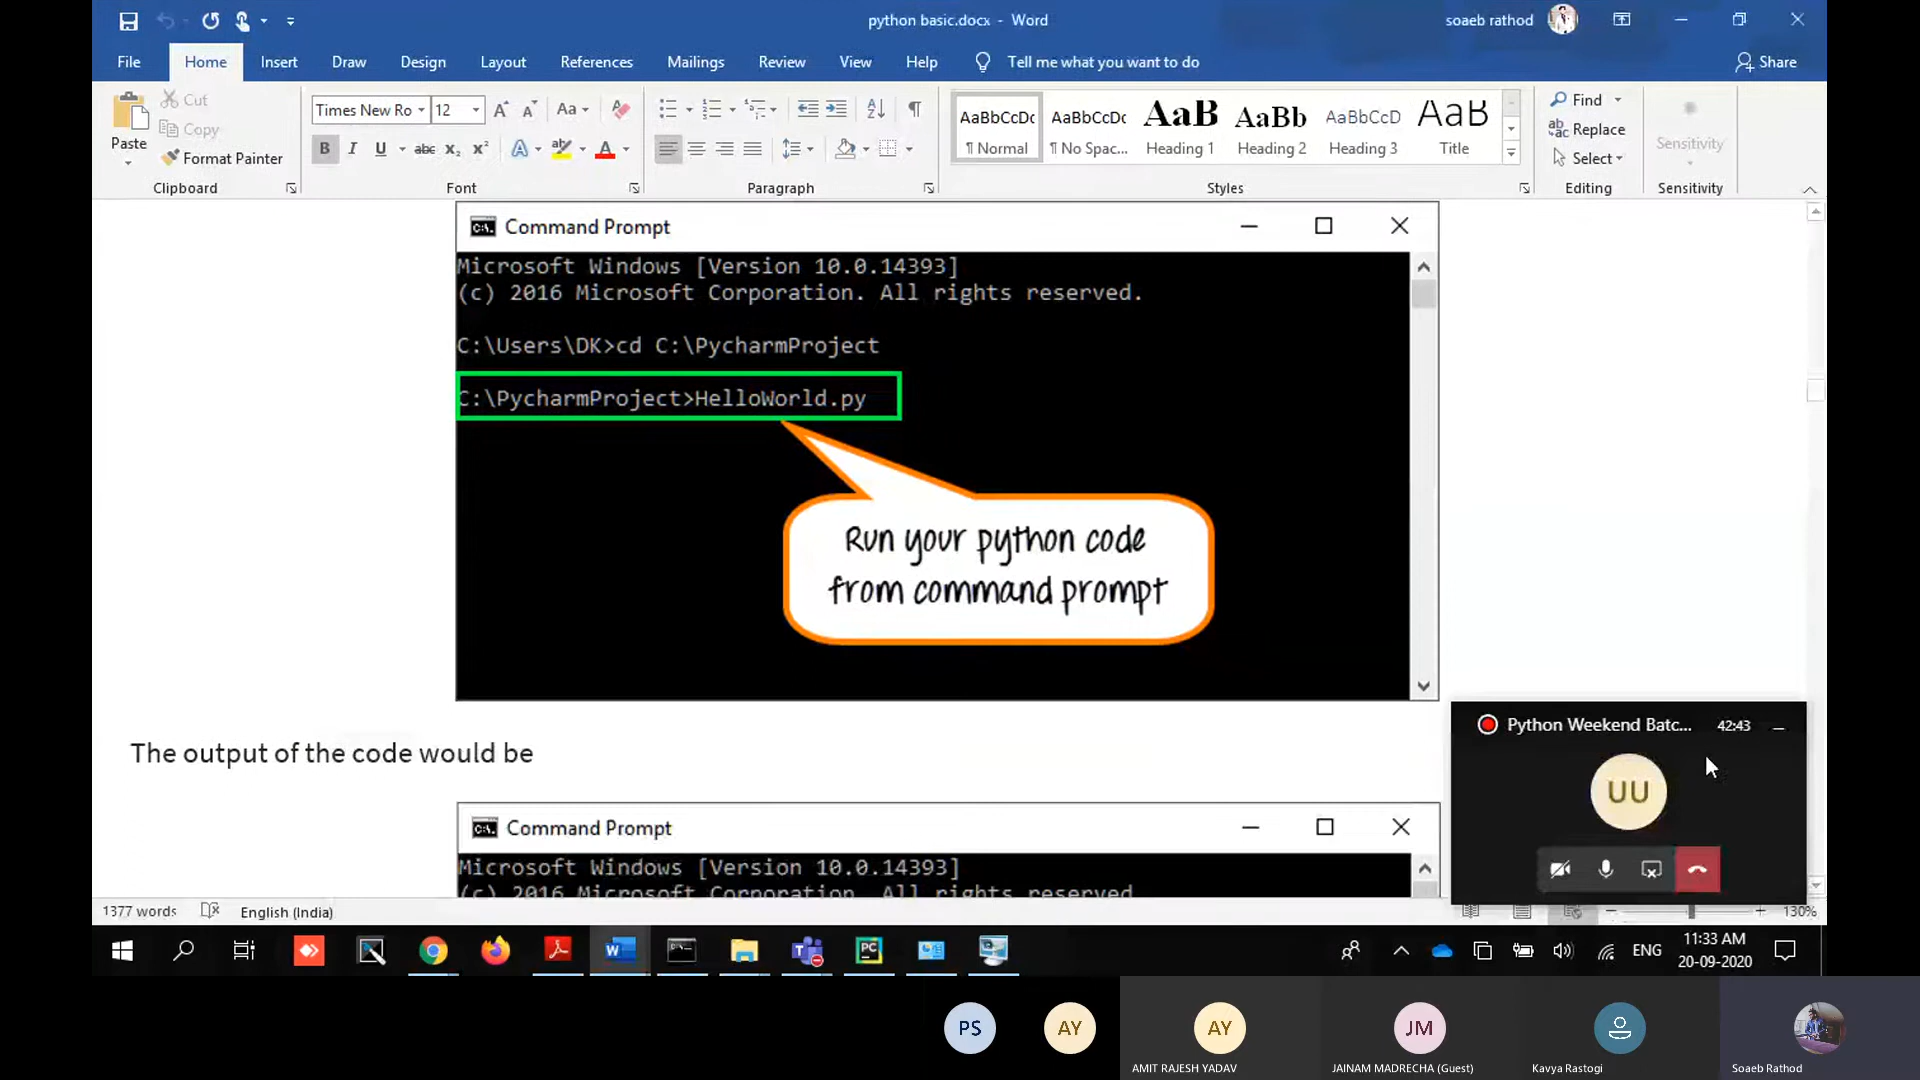 python basic.docx - Word
soaeb rathod
File Home Insert Draw Design Layout References Mailings Review View Help Tell me what you want to do Share
Paste
Cut
Copy
Format Painter
Clipboard
Times New Ro 12
Font
Paragraph
AaBbCcDc
¶ Normal
AaBbCcDc
¶ No Spac...
AaB
Heading 1
AaBb
Heading 2
AaBbCcD
Heading 3
AaB
Title
Styles
Find
Replace
Select
Editing
Sensitivity
Sensitivity
Command Prompt
Microsoft Windows [Version 10.0.14393]
(c) 2016 Microsoft Corporation. All rights reserved.
C:\Users\DK>cd C:\PycharmProject
C:\PycharmProject>HelloWorld.py
Run your python code
from command prompt
The output of the code would be
Command Prompt
Microsoft Windows [Version 10.0.14393]
(c) 2016 Microsoft Corporation. All rights reserved
Python Weekend Batc... 42:43
UU
1377 words English (India)
130%
ENG
11:33 AM
20-09-2020
PS
AY
AY
AMIT RAJESH YADAV
JM
JAINAM MADRECHA (Guest)
Kavya Rastogi
Soaeb Rathod